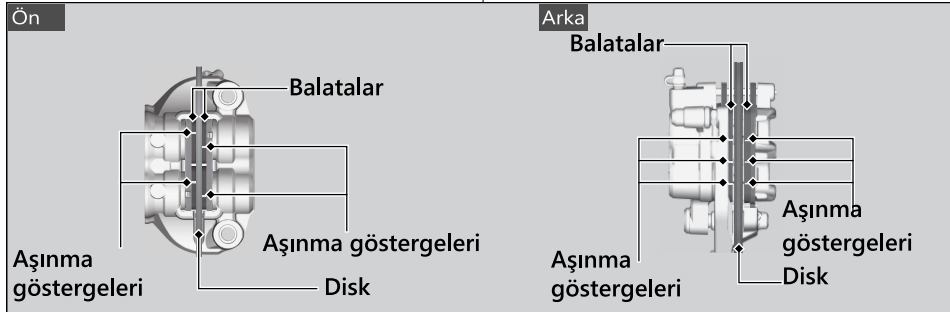 Ön
Balatalar
Aşınma göstergeleri
Aşınma
göstergeleri
Disk
Arka
Balatalar
Aşınma
göstergeleri
Aşınma
göstergeleri
Disk